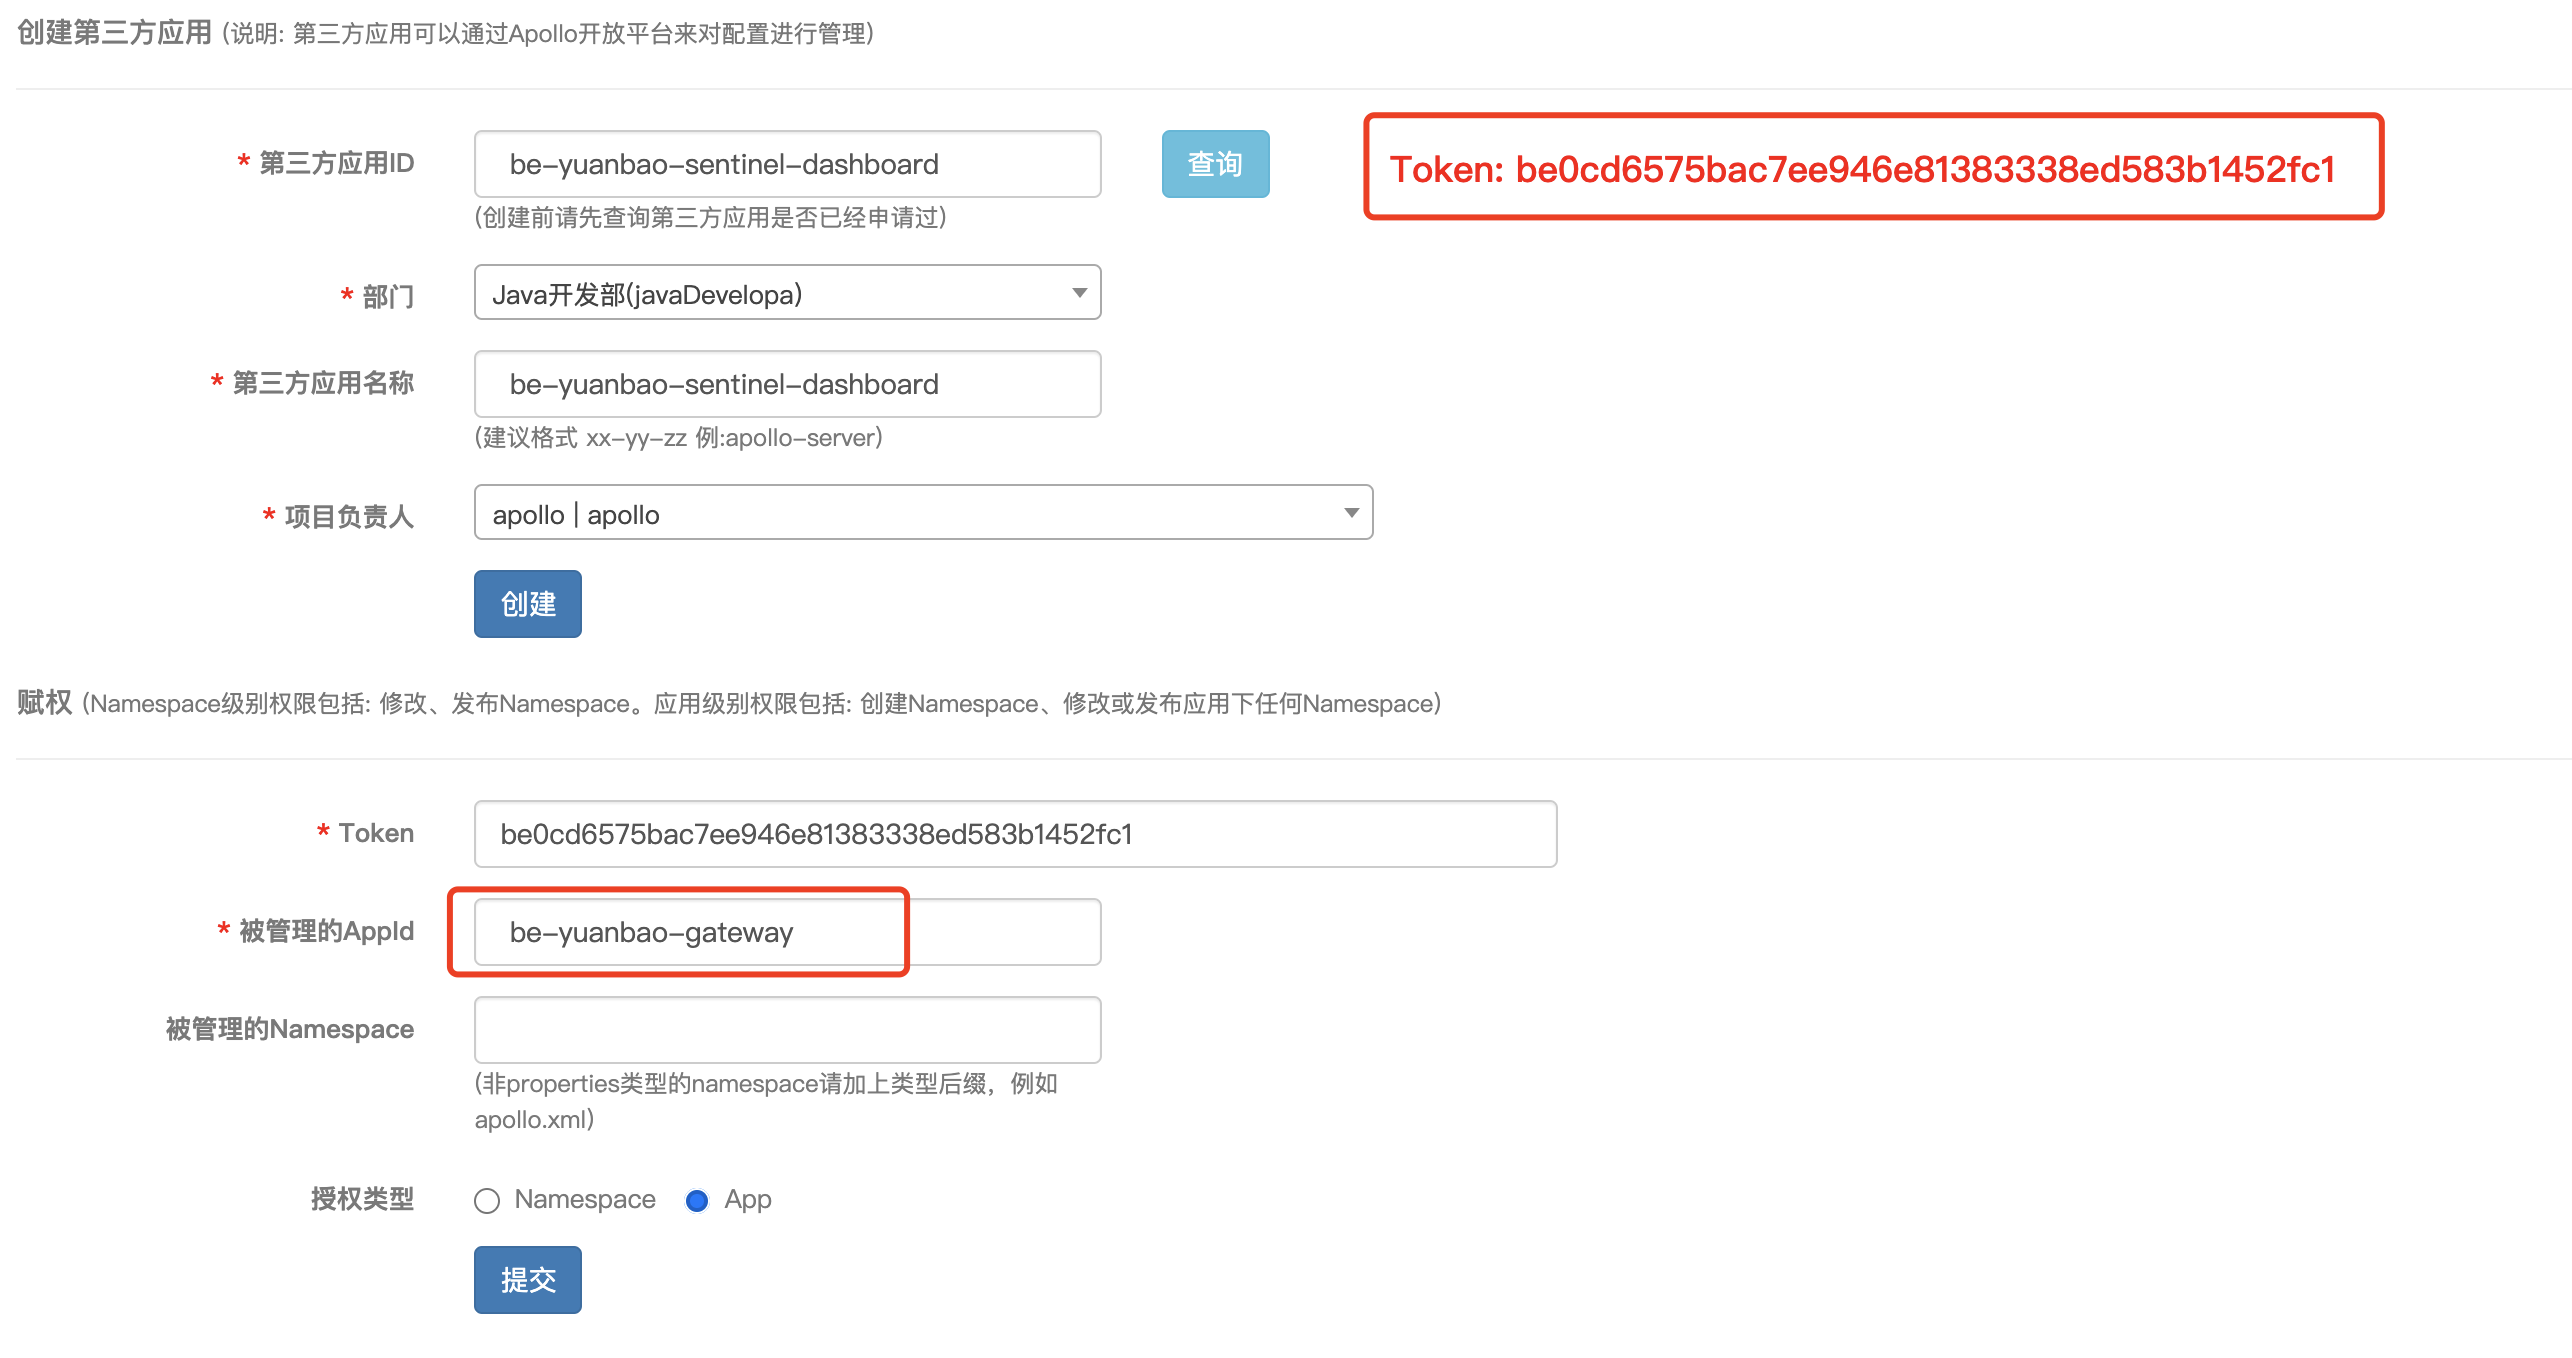 创建第三方应用 (说明: 第三方应用可以通过Apollo开放平台来对配置进行管理)
* 第三方应用ID be-yuanbao-sentinel-dashboard 查询 Token: be0cd6575bac7ee946e81383338ed583b1452fc1
(创建前请先查询第三方应用是否已经申请过)
* 部门 Java开发部(javaDevelopa)
* 第三方应用名称 be-yuanbao-sentinel-dashboard
(建议格式 xx-yy-zz 例:apollo-server)
* 项目负责人 apollo | apollo
创建
赋权 (Namespace级别权限包括: 修改、发布Namespace。应用级别权限包括: 创建Namespace、修改或发布应用下任何Namespace)
* Token be0cd6575bac7ee946e81383338ed583b1452fc1
* 被管理的AppId be-yuanbao-gateway
被管理的Namespace
(非properties类型的namespace请加上类型后缀，例如
apollo.xml)
授权类型 Namespace App
提交